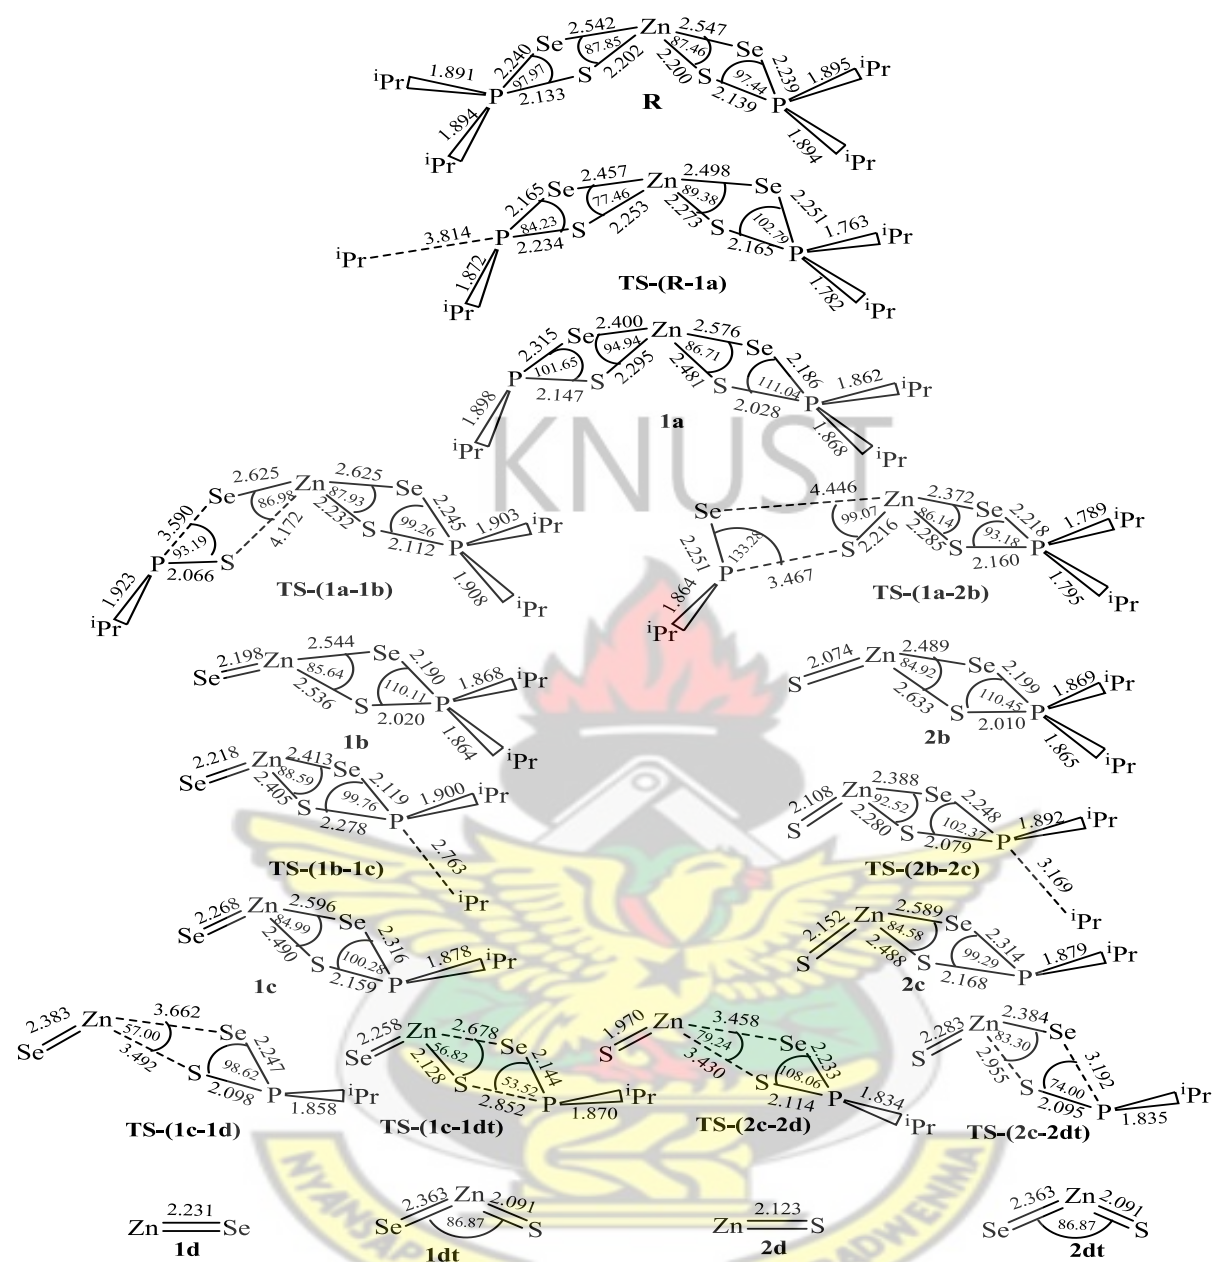 2.542 Zn 2.547
Se 87.85 87.46 Se
2.240 2.202 2.200 2.239
iPr 1.891 97.97 S S 97.44 1.895 iPr
P 2.133 R 2.139 P
1.894 1.894
iPr iPr
2.457 Zn 2.498
Se 77.46 89.38 Se
2.165 2.253 2.273 2.251
3.814 84.23 S S 102.79 1.763 iPr
iPr P 2.234 2.165 P
1.872 TS-(R-1a) 1.782
iPr iPr
2.400 Zn 2.576
Se 94.94 86.71 Se
2.315 2.295 2.481 2.186
P 101.65 S S 111.04 1.862 iPr
2.147 2.028 P
1.898 1a 1.868
iPr KNUST iPr
2.625 Zn 2.625 4.446 Zn 2.372
Se 86.98 87.93 Se Se 99.07 86.14 Se
3.590 4.172 2.232 2.245 2.251 2.216 2.285 2.218
93.19 S S 99.26 1.903 iPr 133.28 S S 93.18 1.789 iPr
P 2.066 2.112 P P 3.467 2.160 P
1.923 TS-(1a-1b) 1.908 1.864 TS-(1a-2b) 1.795
iPr iPr iPr iPr
2.198 Zn 2.544 Se 2.074 Zn 2.489 Se
Se 85.64 2.190 S 84.92 2.199
2.536 S 110.11 P 1.868 iPr 2.633 S 110.45 P 1.869 iPr
2.020 1.864 2.010 1.865
1b iPr 2b iPr
2.218 Zn 2.413 Se 2.108 Zn 2.388 Se
Se 88.59 2.119 S 92.52 2.248
2.405 S 99.76 P 1.900 iPr 2.280 S 102.37 P 1.892 iPr
2.278 2.763 2.079 3.169
TS-(1b-1c) iPr TS-(2b-2c) iPr
2.268 Zn 2.596 Se 2.152 Zn 2.589 Se
Se 84.99 2.316 S 84.58 2.314
2.490 S 100.28 P 1.878 iPr 2.488 S 99.29 P 1.879 iPr
1c 2.159 2c 2.168
2.383 Zn 3.662 Se 2.258 Zn 2.678 Se 1.970 Zn 3.458 Se 2.283 Zn 2.384 Se
Se 57.00 2.247 Se 56.82 2.144 S 79.24 2.233 S 83.30 3.192
3.492 S 98.62 P 2.128 S 53.52 P iPr 3.430 S 108.06 P 2.955 S 74.00 P iPr
2.098 1.858 iPr 2.852 1.870 2.114 1.834 iPr 2.095 1.835
TS-(1c-1d) TS-(1c-1dt) TS-(2c-2d) TS-(2c-2dt)
2.231 2.363 Zn 2.091 2.123 2.363 Zn 2.091
Zn Se Se 86.87 S Zn S Se 86.87 S
1d 1dt 2d 2dt